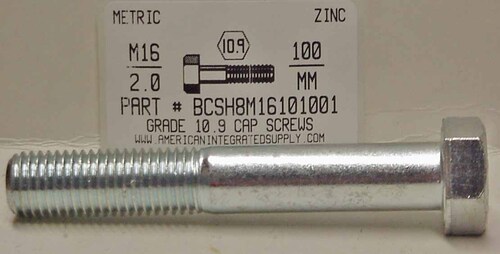 METRIC ZINC
M16 10.9 100
2.0 MM
PART # BCSH8M16101001
GRADE 10.9 CAP SCREWS
WWW.AMERICANINTEGRATEDSUPPLY.COM